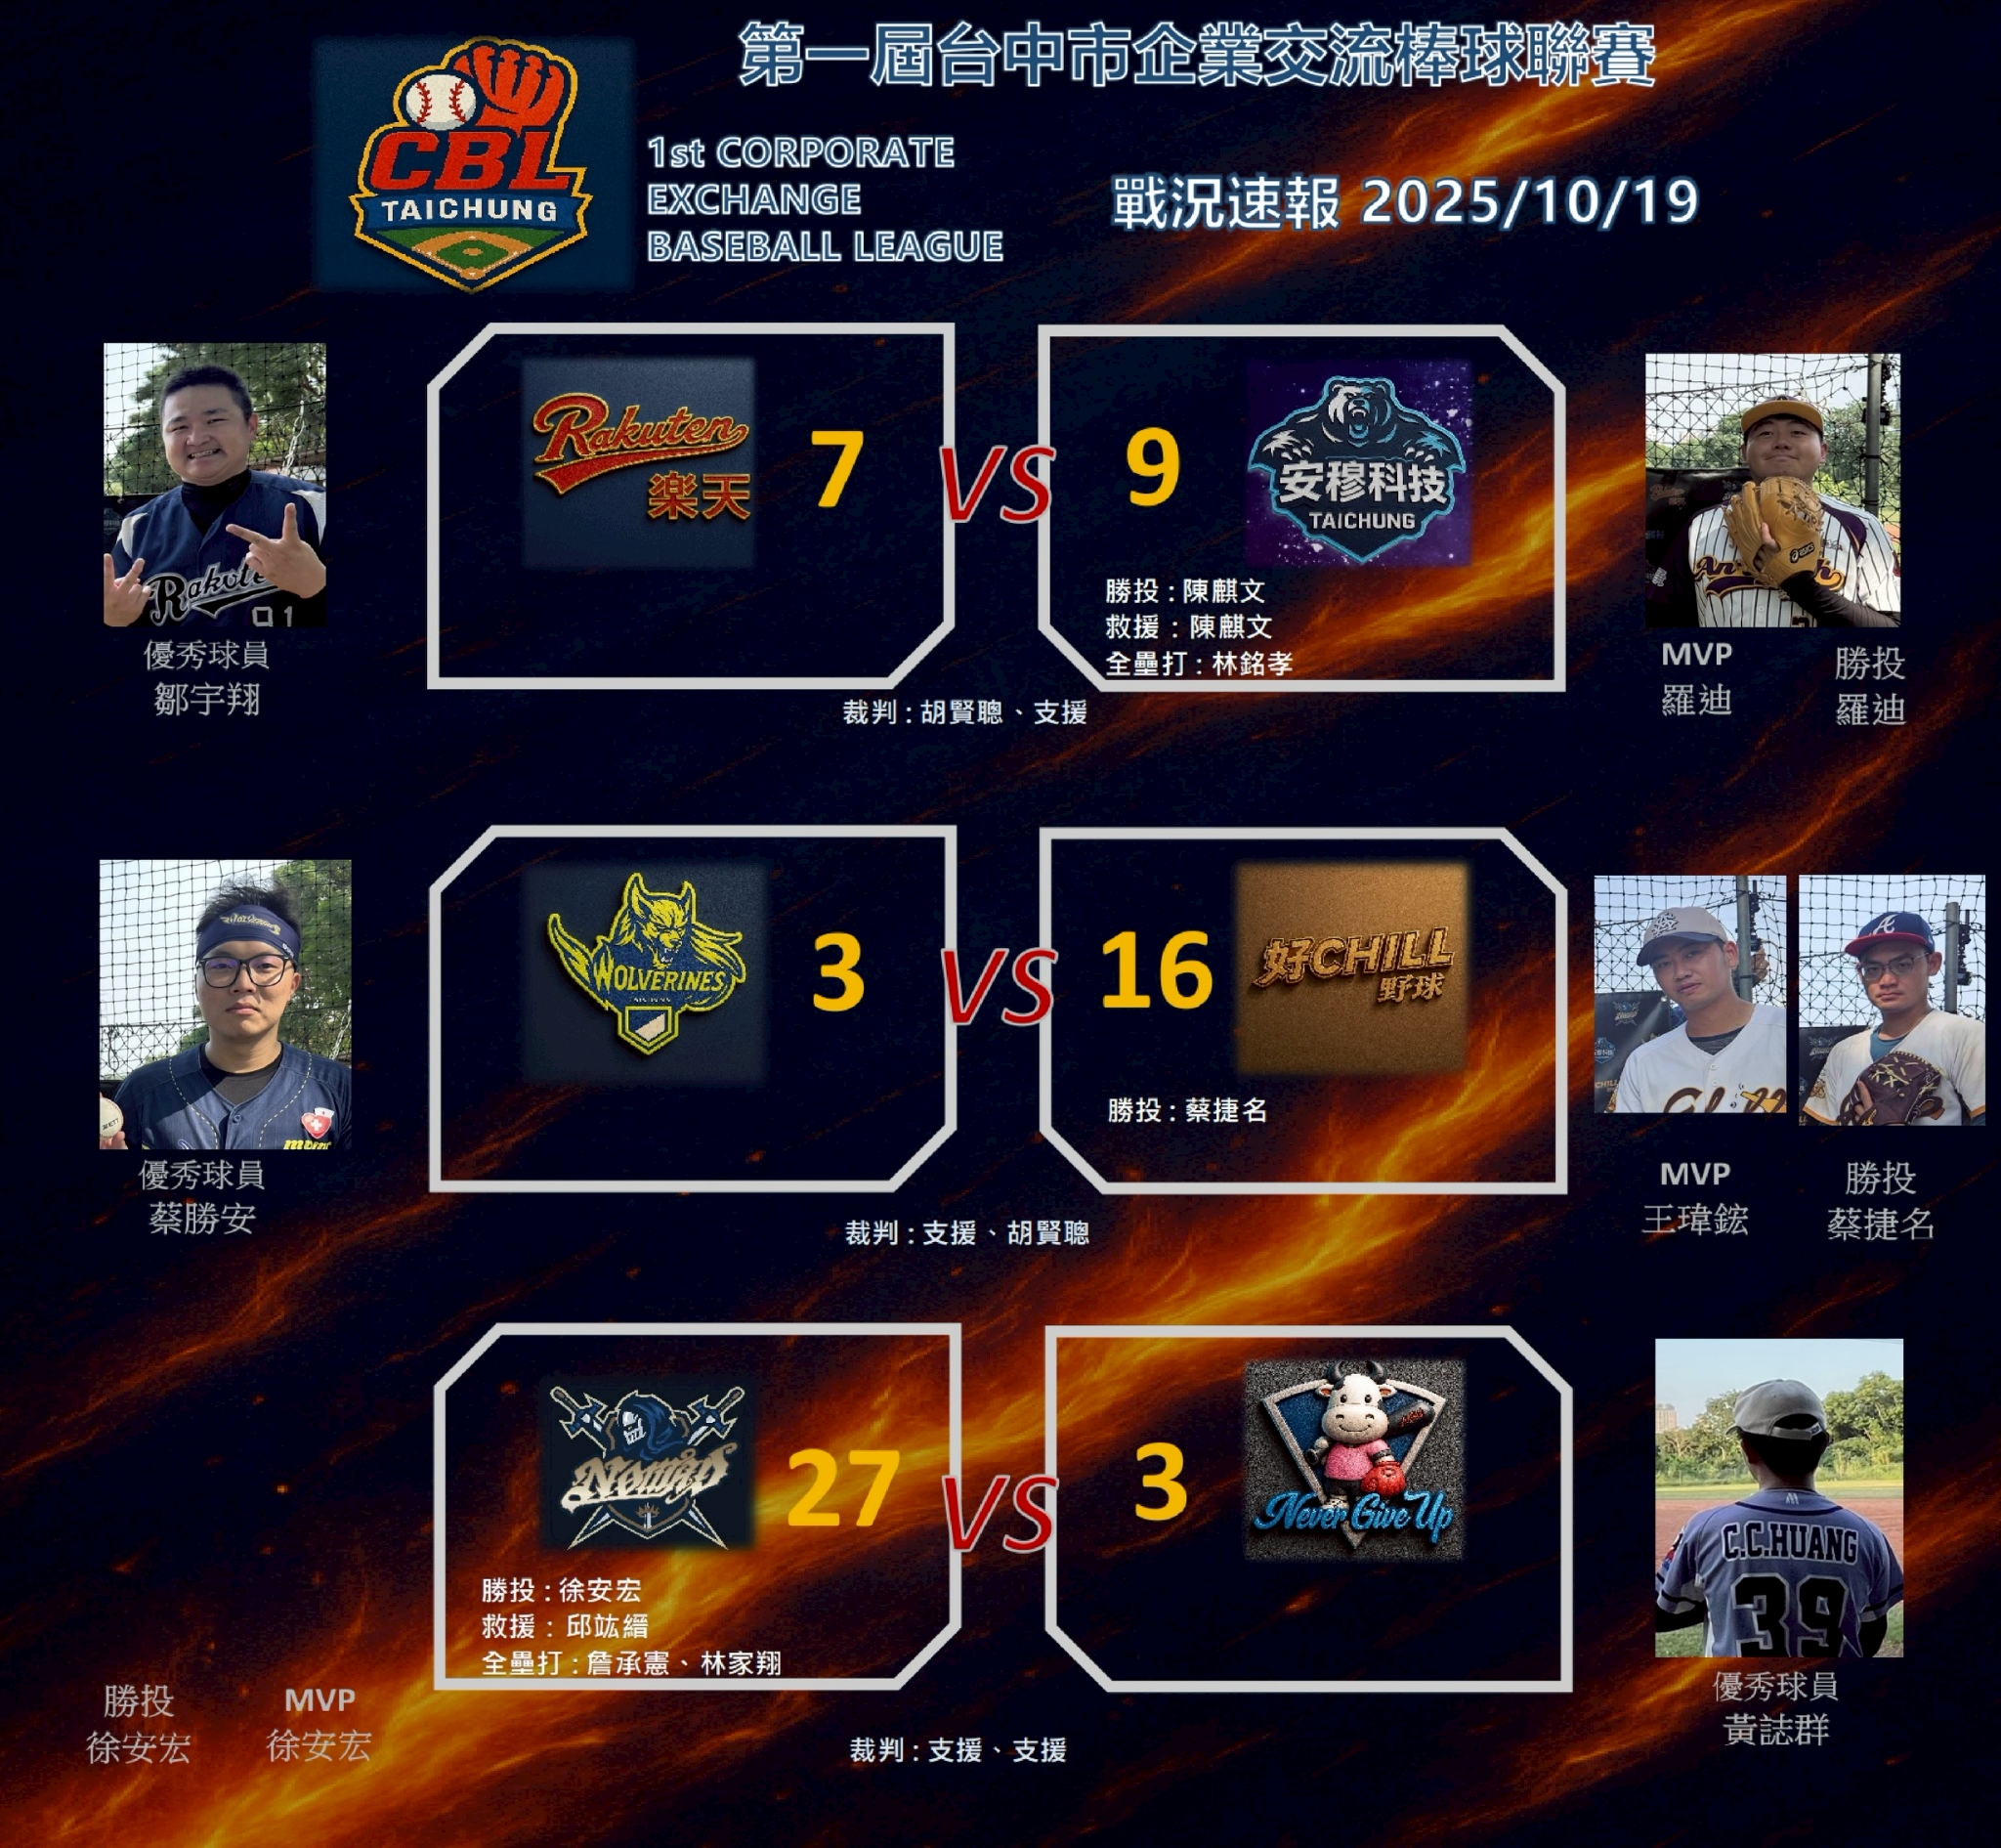 第一屆台中市企業交流棒球聯賽
CBL
TAICHUNG
1st CORPORATE
EXCHANGE
BASEBALL LEAGUE
戰況速報 2025/10/19
Rakuten
楽天
7
VS
9
安穆科技
TAICHUNG
勝投 : 陳麒文
救援 : 陳麒文
全壘打 : 林銘孝
Rakuten
91
優秀球員
鄒宇翔
MVP
羅迪
勝投
羅迪
裁判 : 胡賢聰、支援
WOLVERINES
3
VS
16
好CHILL
野球
勝投 : 蔡捷名
優秀球員
蔡勝安
A
MVP
王瑋鋐
勝投
蔡捷名
裁判 : 支援、胡賢聰
Nomad
27
VS
3
Never Give Up
勝投 : 徐安宏
救援 : 邱竑縉
全壘打 : 詹承憲、林家翔
C.C.HUANG
39
勝投
徐安宏
MVP
徐安宏
優秀球員
黃誌群
裁判 : 支援、支援